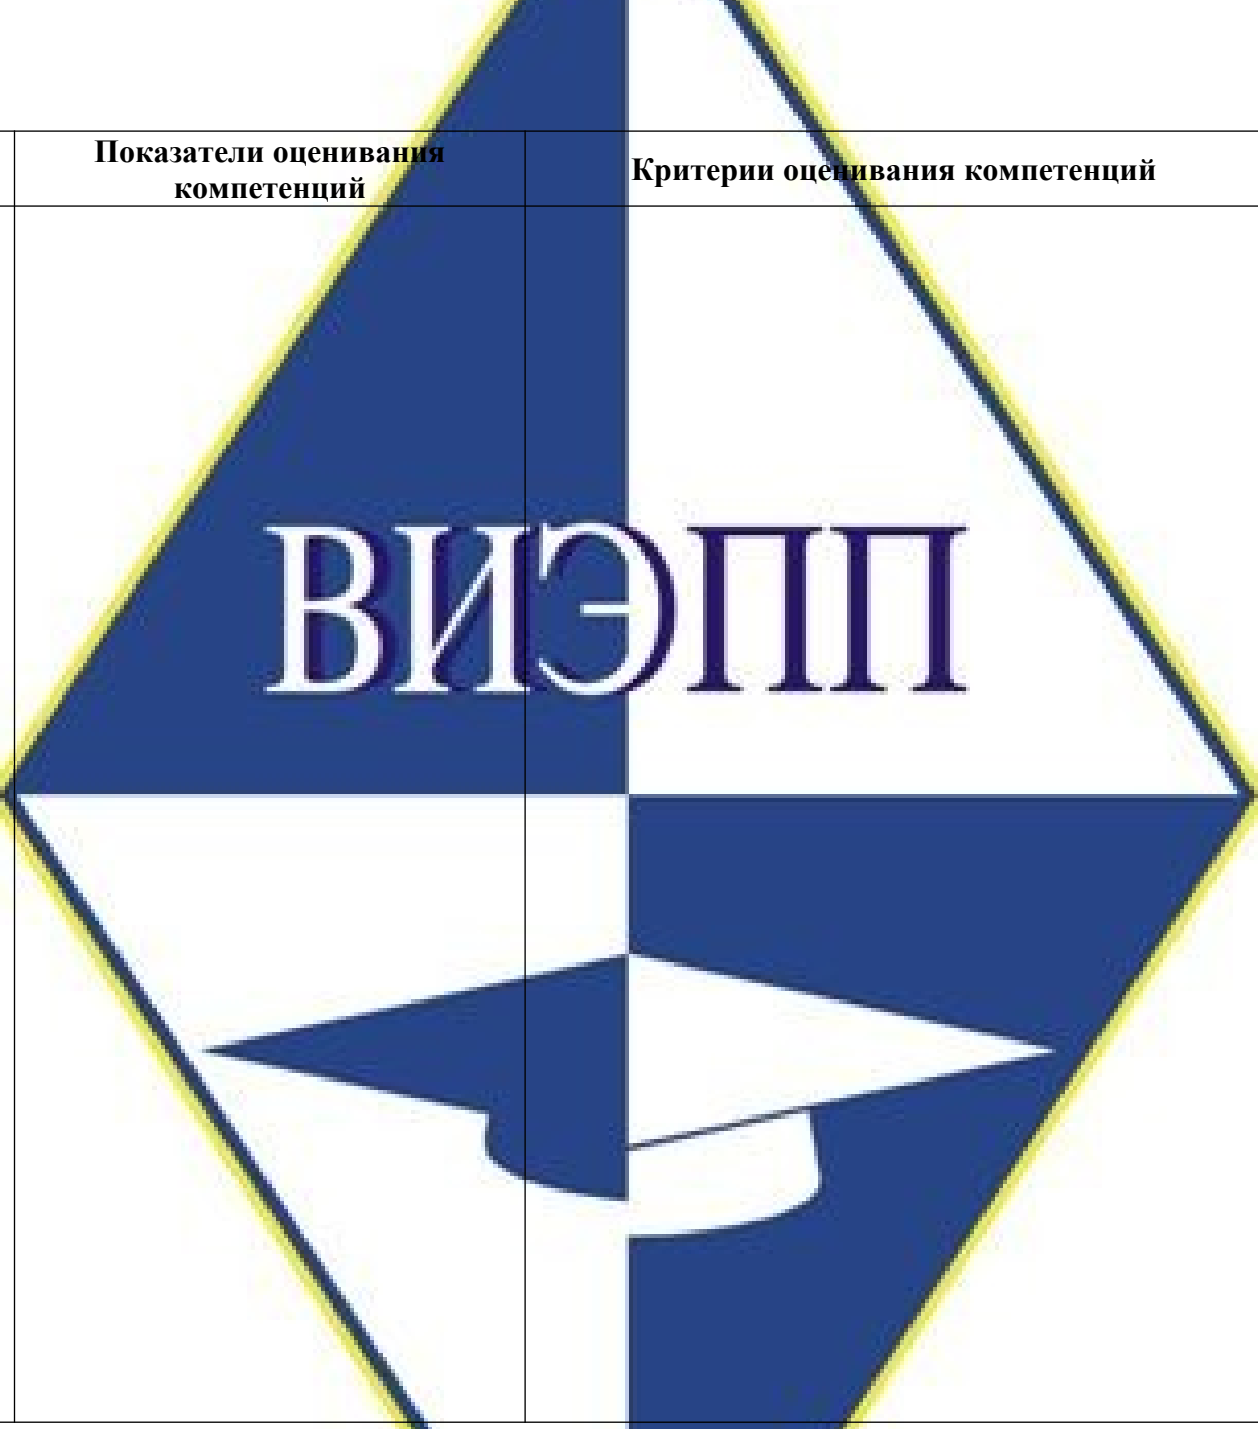 Показатели оценивания
компетенций
Критерии оценивания компетенций
ВИЭПП